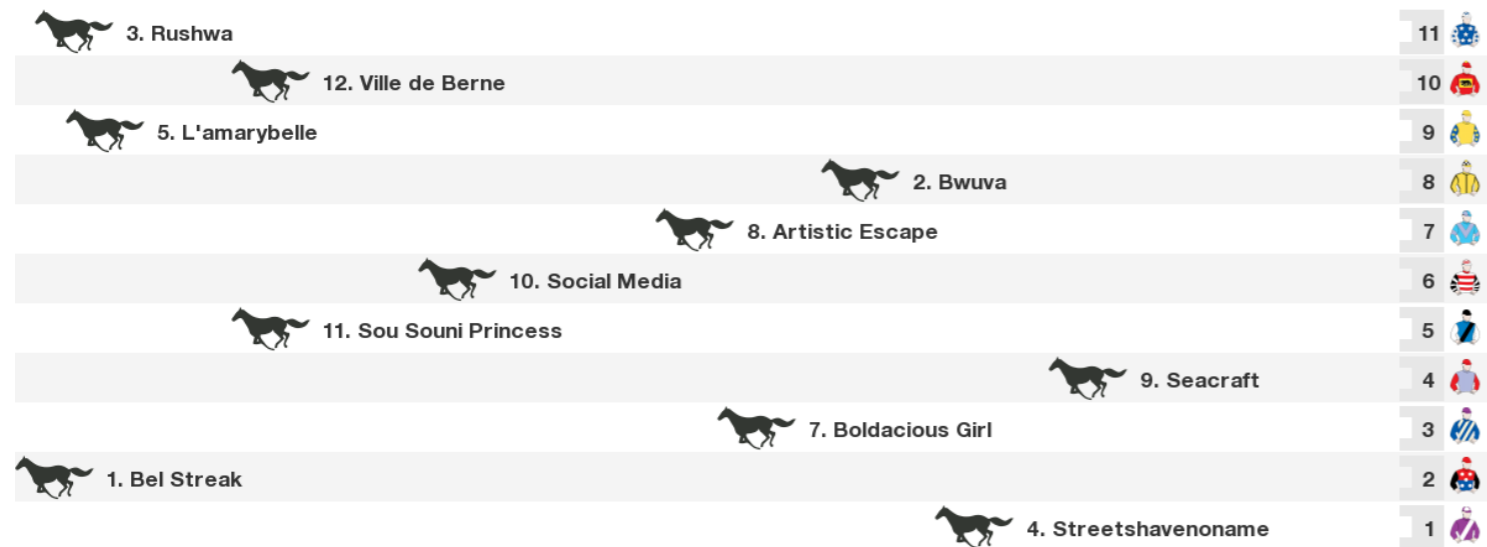 3. Rushwa 11
12. Ville de Berne 10
5. L'amarybelle 9
2. Bwuva 8
8. Artistic Escape 7
10. Social Media 6
11. Sou Souni Princess 5
9. Seacraft 4
7. Boldacious Girl 3
1. Bel Streak 2
4. Streetshavenoname 1